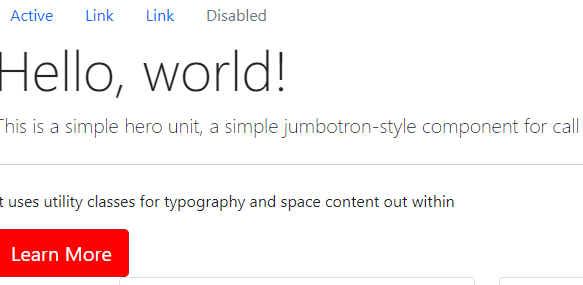 Active Link Link Disabled
Hello, world!
This is a simple hero unit, a simple jumbotron-style component for call
t uses utility classes for typography and space content out within
Learn More